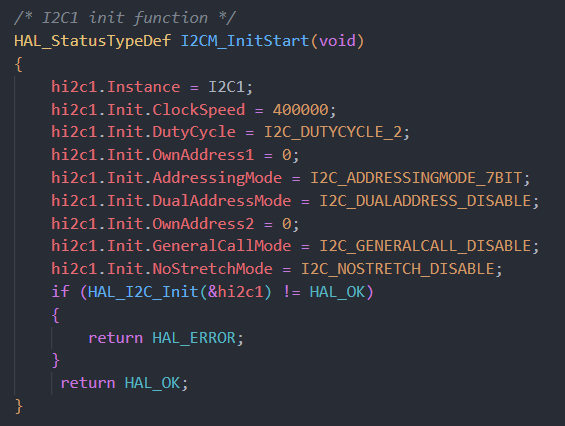 /* I2C1 init function */
HAL_StatusTypeDef I2CM_InitStart(void)
{
    hi2c1.Instance = I2C1;
    hi2c1.Init.ClockSpeed = 400000;
    hi2c1.Init.DutyCycle = I2C_DUTYCYCLE_2;
    hi2c1.Init.OwnAddress1 = 0;
    hi2c1.Init.AddressingMode = I2C_ADDRESSINGMODE_7BIT;
    hi2c1.Init.DualAddressMode = I2C_DUALADDRESS_DISABLE;
    hi2c1.Init.OwnAddress2 = 0;
    hi2c1.Init.GeneralCallMode = I2C_GENERALCALL_DISABLE;
    hi2c1.Init.NoStretchMode = I2C_NOSTRETCH_DISABLE;
    if (HAL_I2C_Init(&hi2c1) != HAL_OK)
    {
        return HAL_ERROR;
    }
     return HAL_OK;
}